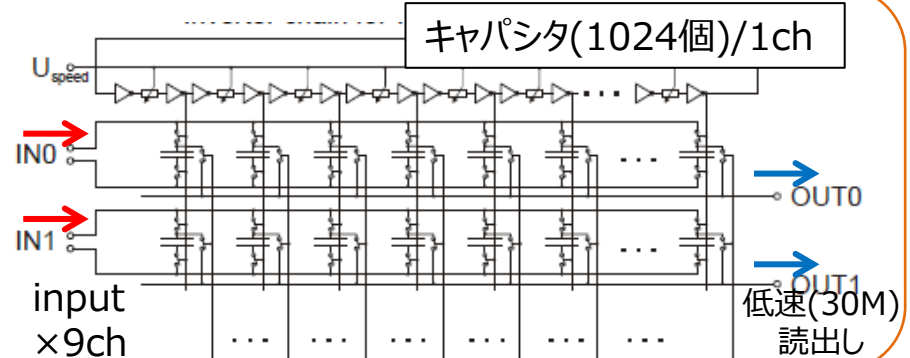 キャパシタ(1024個)/1ch
Uspeed
IN0
OUT0
IN1
OUT1
input
×9ch
低速(30M)
読出し